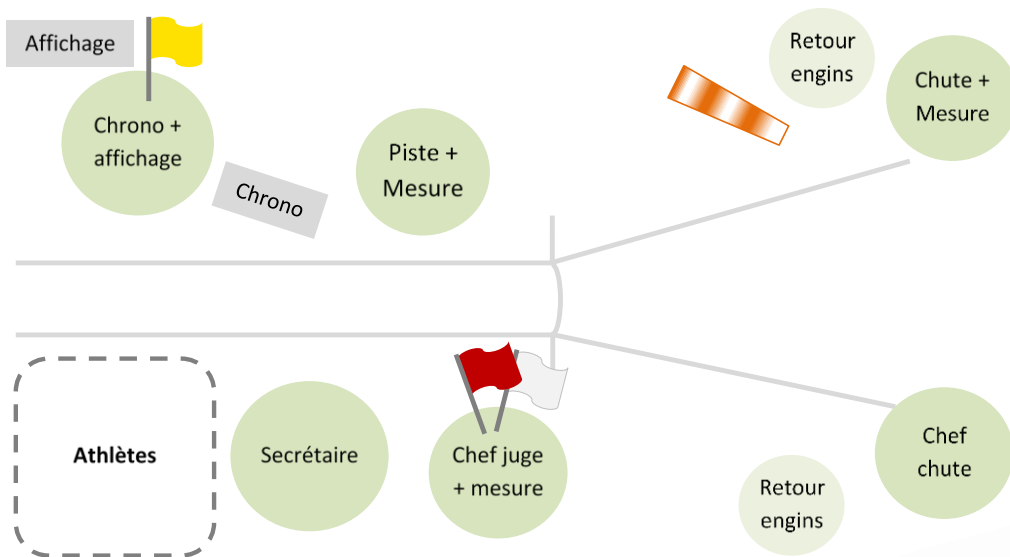 Affichage
Chrono +
affichage
Chrono
Piste +
Mesure
Retour
engins
Chute +
Mesure
Athlètes
Secrétaire
Chef juge
+ mesure
Retour
engins
Chef
chute